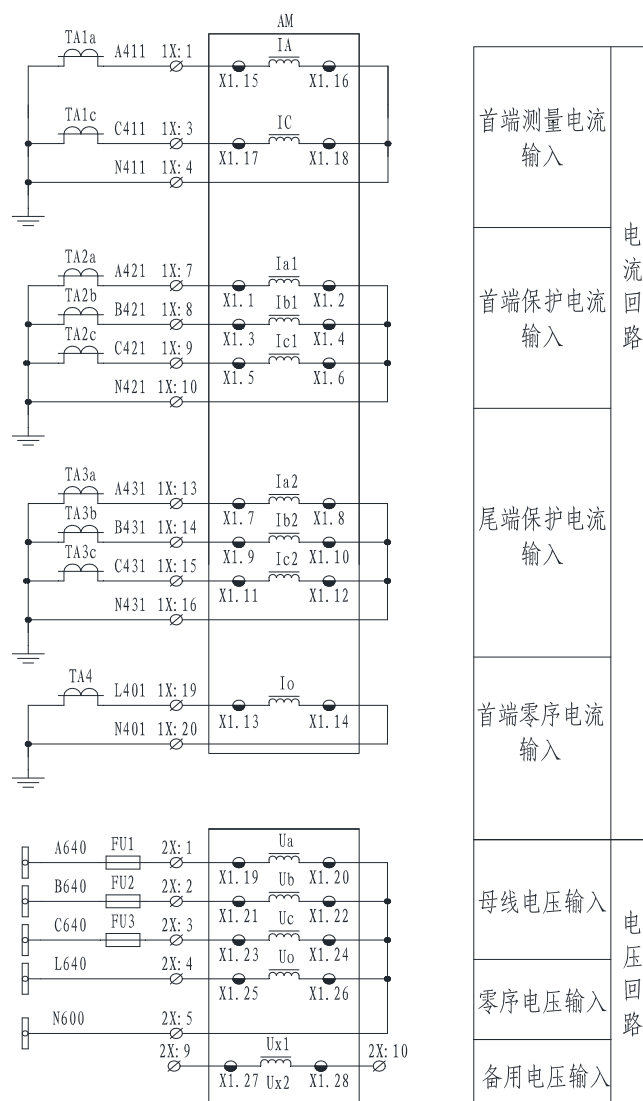 AM
TA1a A411 1X:1 IA
X1.15 X1.16
TA1c C411 1X:3 IC
X1.17 X1.18
N411 1X:4
首端测量电流
输入
TA2a A421 1X:7 Ia1
X1.1 X1.2
TA2b B421 1X:8 Ib1
X1.3 X1.4
TA2c C421 1X:9 Ic1
X1.5 X1.6
N421 1X:10
首端保护电流
输入
电
流
回
路
TA3a A431 1X:13 Ia2
X1.7 X1.8
TA3b B431 1X:14 Ib2
X1.9 X1.10
TA3c C431 1X:15 Ic2
X1.11 X1.12
N431 1X:16
尾端保护电流
输入
TA4 L401 1X:19 Io
X1.13 X1.14
N401 1X:20
首端零序电流
输入
A640 FU1 2X:1 Ua
X1.19 X1.20
B640 FU2 2X:2 Ub
X1.21 X1.22
C640 FU3 2X:3 Uc
X1.23 X1.24
L640 2X:4 Uo
X1.25 X1.26
N600 2X:5
2X:9 Ux1 2X:10
X1.27 Ux2 X1.28
母线电压输入
零序电压输入
备用电压输入
电
压
回
路